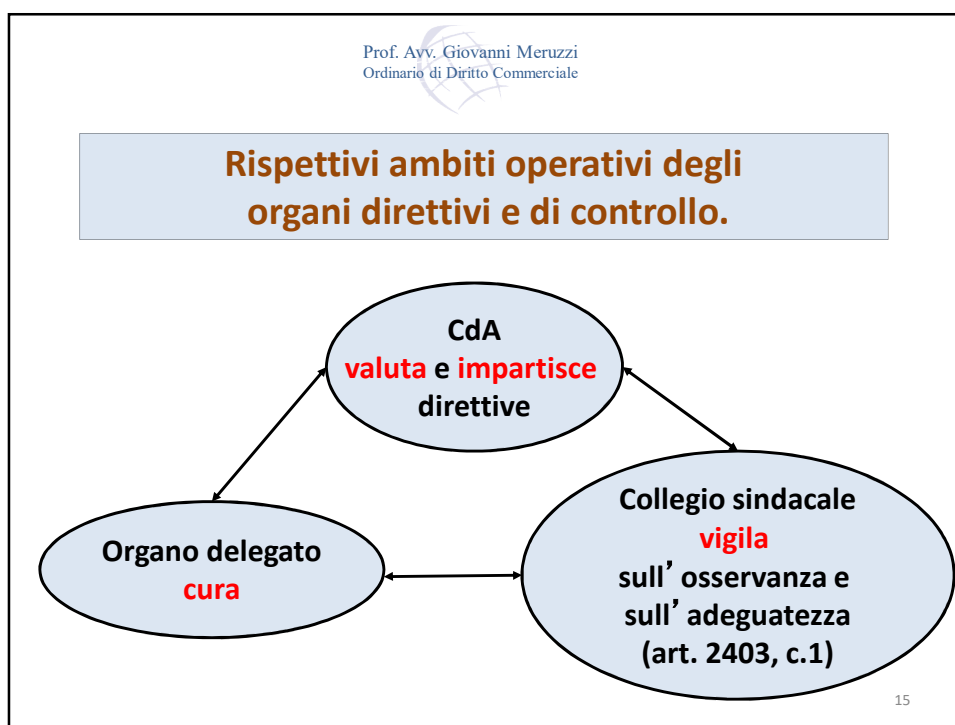 Prof. Avv. Giovanni Meruzzi
Ordinario di Diritto Commerciale
Rispettivi ambiti operativi degli
organi direttivi e di controllo.
CdA
valuta e impartisce
direttive
Organo delegato
cura
Collegio sindacale
vigila
sull’ osservanza e
sull’ adeguatezza
(art. 2403, c.1)
15